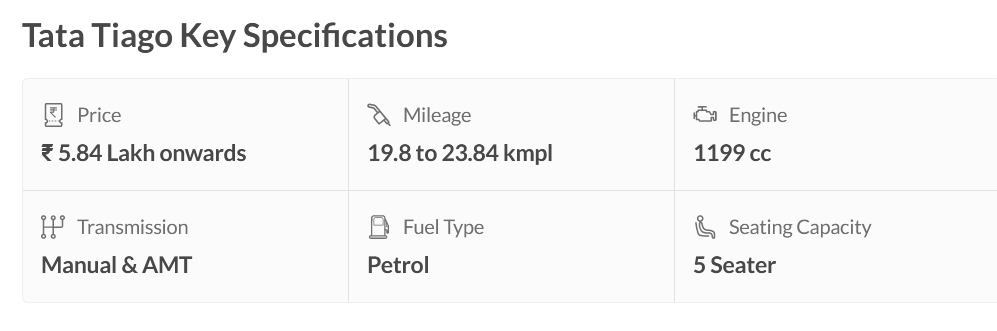 Tata Tiago Key Specifications
Price
₹ 5.84 Lakh onwards
Mileage
19.8 to 23.84 kmpl
Engine
1199 cc
Transmission
Manual & AMT
Fuel Type
Petrol
Seating Capacity
5 Seater